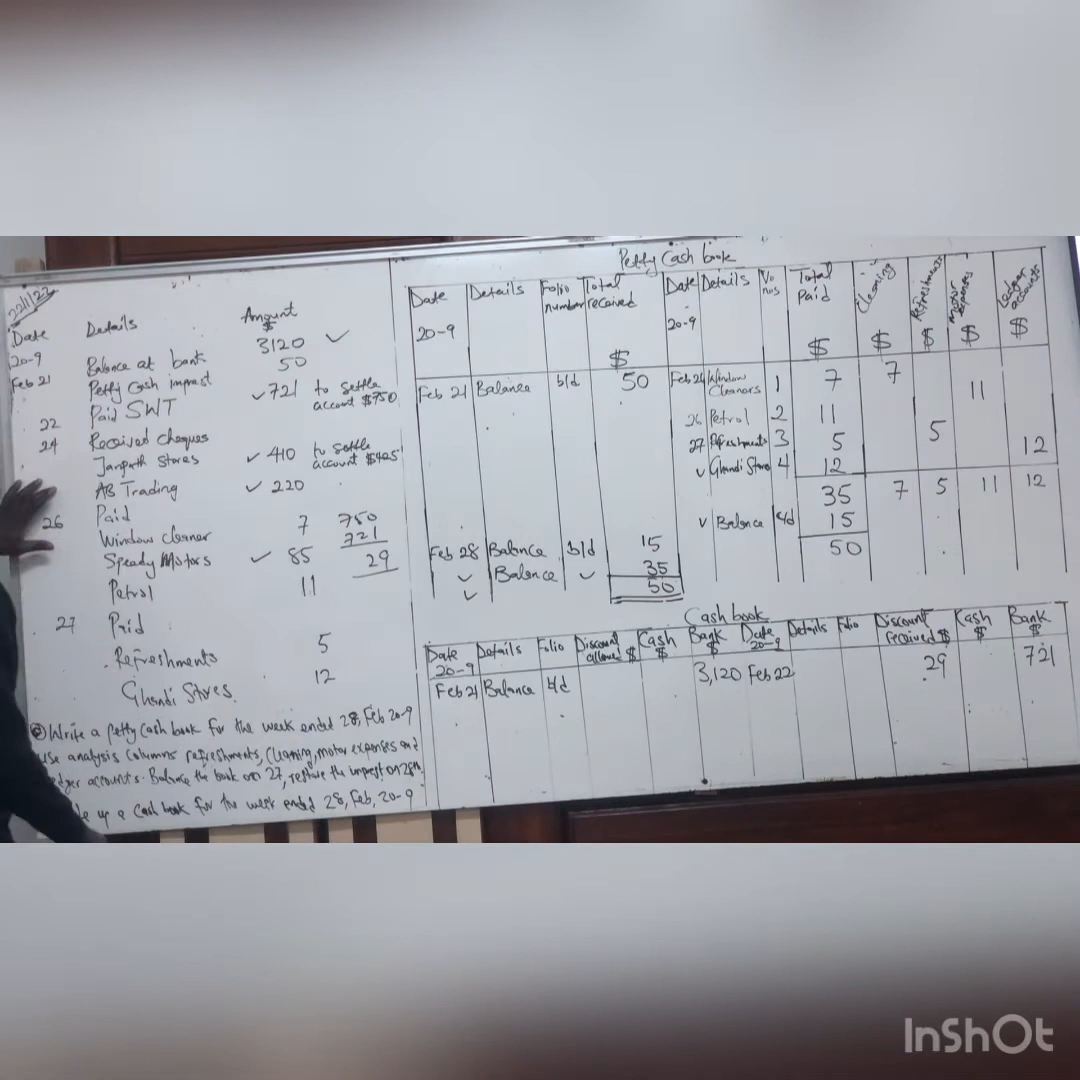 22/11/22
Date Details Amount $
20-9 Balance at bank 3120 ✓
Feb 21 Petty Cash imprest 50
22 Paid SWT ✓ 721 to settle account $750
24 Received cheques
Janpath Stores ✓ 410 to settle account $425
AB Trading ✓ 220
26 Paid
Window cleaner 7
Speedy Motors ✓ 85
Petrol 11
750
721
29
27 Paid
Refreshments 5
Ghandi Stores 12
Write a petty cash book for the week ended 28, Feb 20-9
use analysis columns refreshments, cleaning, motor expenses and
ledger accounts. Balance the book on 27, restore the imprest on 28th.
up a cash book for the week ended 28, Feb, 20-9
Petty Cash book
Date Details Folio number Total received Date Details Vo nos Total paid Cleaning Refreshments motor expenses Ledger accounts
20-9 $ 20-9 $ $ $ $ $
Feb 21 Balance b/d 50 Feb 26 Window Cleaners 1 7 7
26 Petrol 2 11 11
27 Refreshments 3 5 5
✓ Ghandi Stores 4 12 12
35 7 5 11 12
✓ Balance c/d 15
50
Feb 28 Balance b/d 15
✓ Balance ✓ 35
✓ 50
Cash book
Date 20-9 Details Folio Discount allowed $ Cash $ Bank $ Date 20-9 Details Folio Discount received $ Cash $ Bank $
Feb 21 Balance b/d 3,120 Feb 22 29 721
InShOt